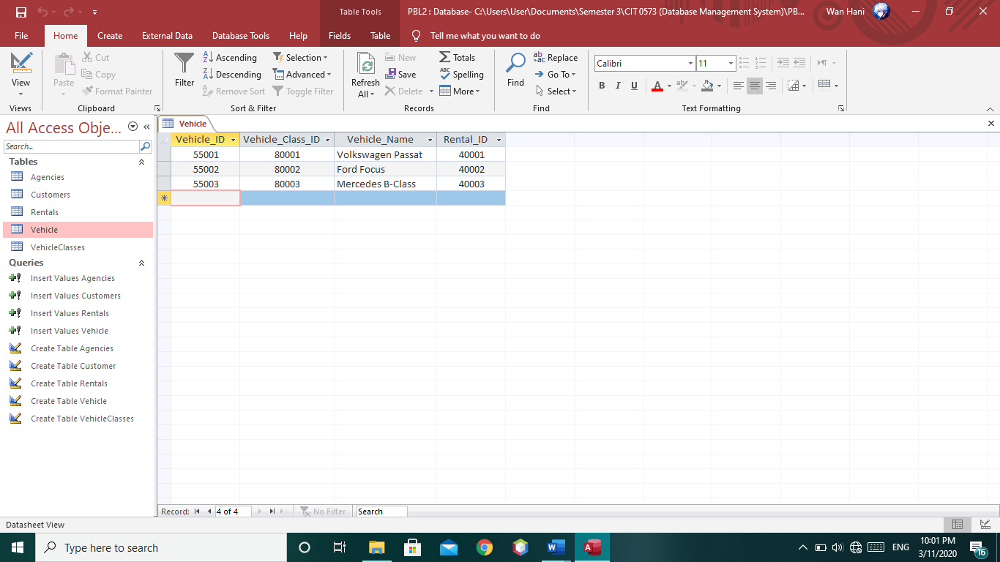 Table Tools
PBL2 : Database- C:\Users\User\Documents\Semester 3\CIT 0573 (Database Management System)\PB...
Wan Hani
File Home Create External Data Database Tools Help Fields Table Tell me what you want to do
View
Views
Paste
Cut
Copy
Format Painter
Clipboard
Filter
Ascending
Descending
Remove Sort
Selection
Advanced
Toggle Filter
Sort & Filter
Refresh
All
New
Save
Delete
Totals
Spelling
More
Records
Find
Replace
Go To
Select
Find
Calibri 11
B I U A
Text Formatting
All Access Obje...
Search...
Tables
Agencies
Customers
Rentals
Vehicle
VehicleClasses
Queries
Insert Values Agencies
Insert Values Customers
Insert Values Rentals
Insert Values Vehicle
Create Table Agencies
Create Table Customer
Create Table Rentals
Create Table Vehicle
Create Table VehicleClasses
Vehicle
Vehicle_ID Vehicle_Class_ID Vehicle_Name Rental_ID
55001 80001 Volkswagen Passat 40001
55002 80002 Ford Focus 40002
55003 80003 Mercedes B-Class 40003
Record: 4 of 4 No Filter Search
Datasheet View
Type here to search
ENG
10:01 PM
3/11/2020
16